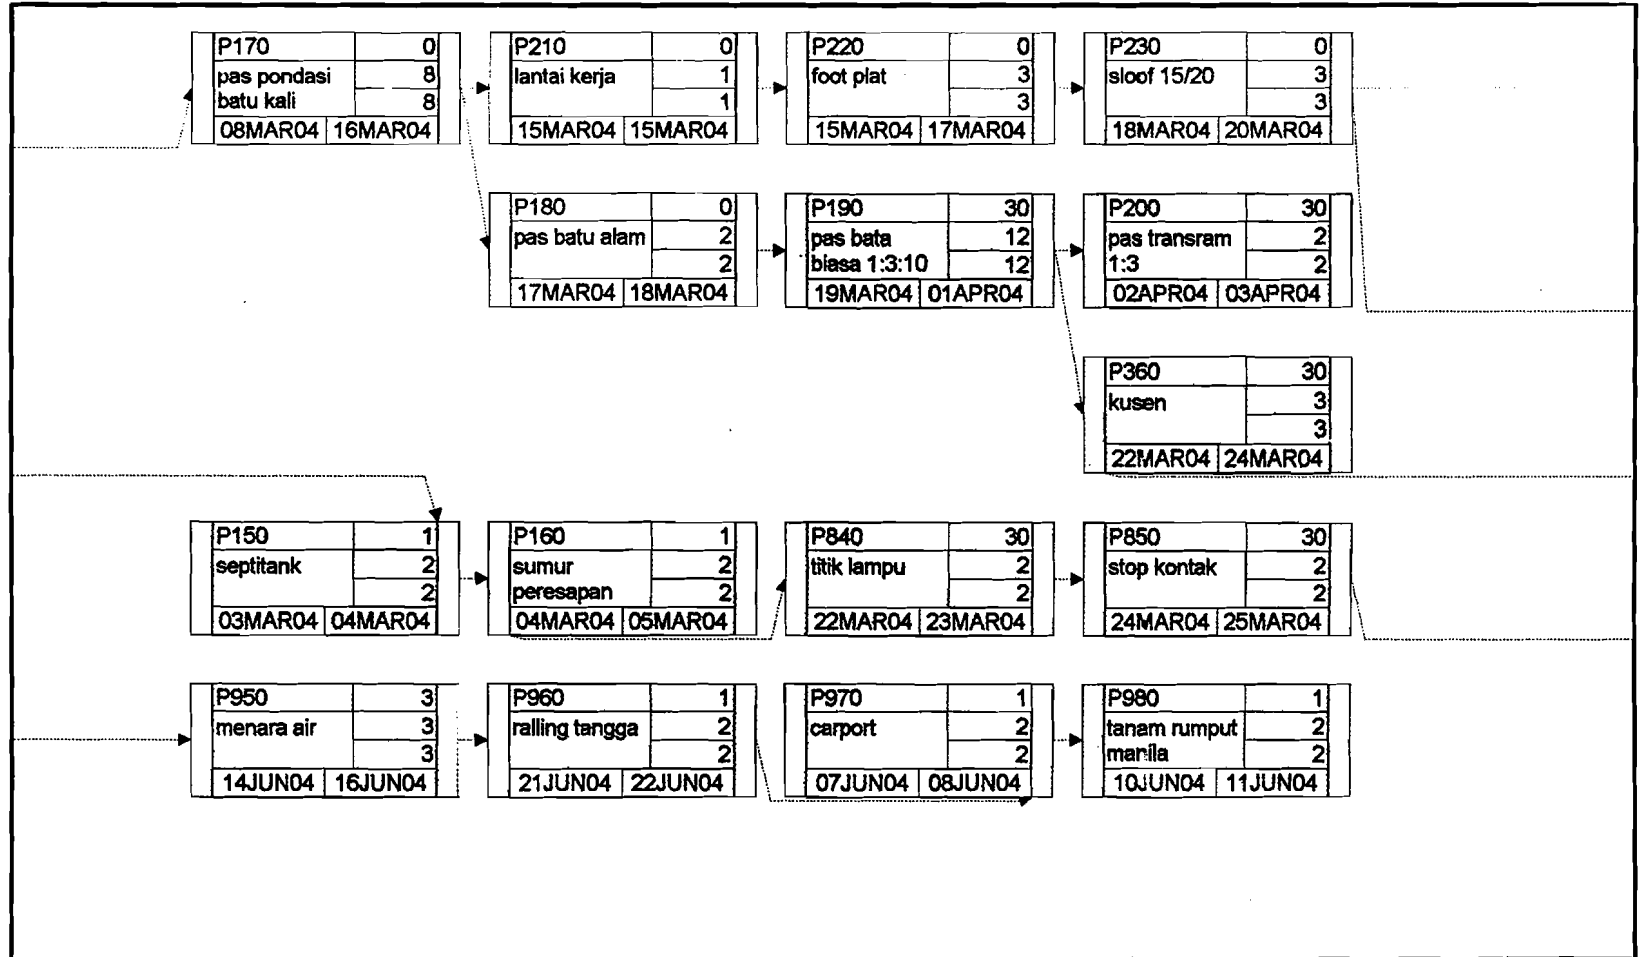 P170 0
pas pondasi 8
batu kali 8
08MAR04 16MAR04
P210 0
lantai kerja 1
1
15MAR04 15MAR04
P220 0
foot plat 3
3
15MAR04 17MAR04
P230 0
sloof 15/20 3
3
18MAR04 20MAR04
P180 0
pas batu alam 2
2
17MAR04 18MAR04
P190 30
pas bata 12
biasa 1:3:10 12
19MAR04 01APR04
P200 30
pas transram 2
1:3 2
02APR04 03APR04
P360 30
kusen 3
3
22MAR04 24MAR04
P150 1
septitank 2
2
03MAR04 04MAR04
P160 1
sumur 2
peresapan 2
04MAR04 05MAR04
P840 30
titik lampu 2
2
22MAR04 23MAR04
P850 30
stop kontak 2
2
24MAR04 25MAR04
P950 3
menara air 3
3
14JUN04 16JUN04
P960 1
ralling tangga 2
2
21JUN04 22JUN04
P970 1
carport 2
2
07JUN04 08JUN04
P980 1
tanam rumput 2
manila 2
10JUN04 11JUN04